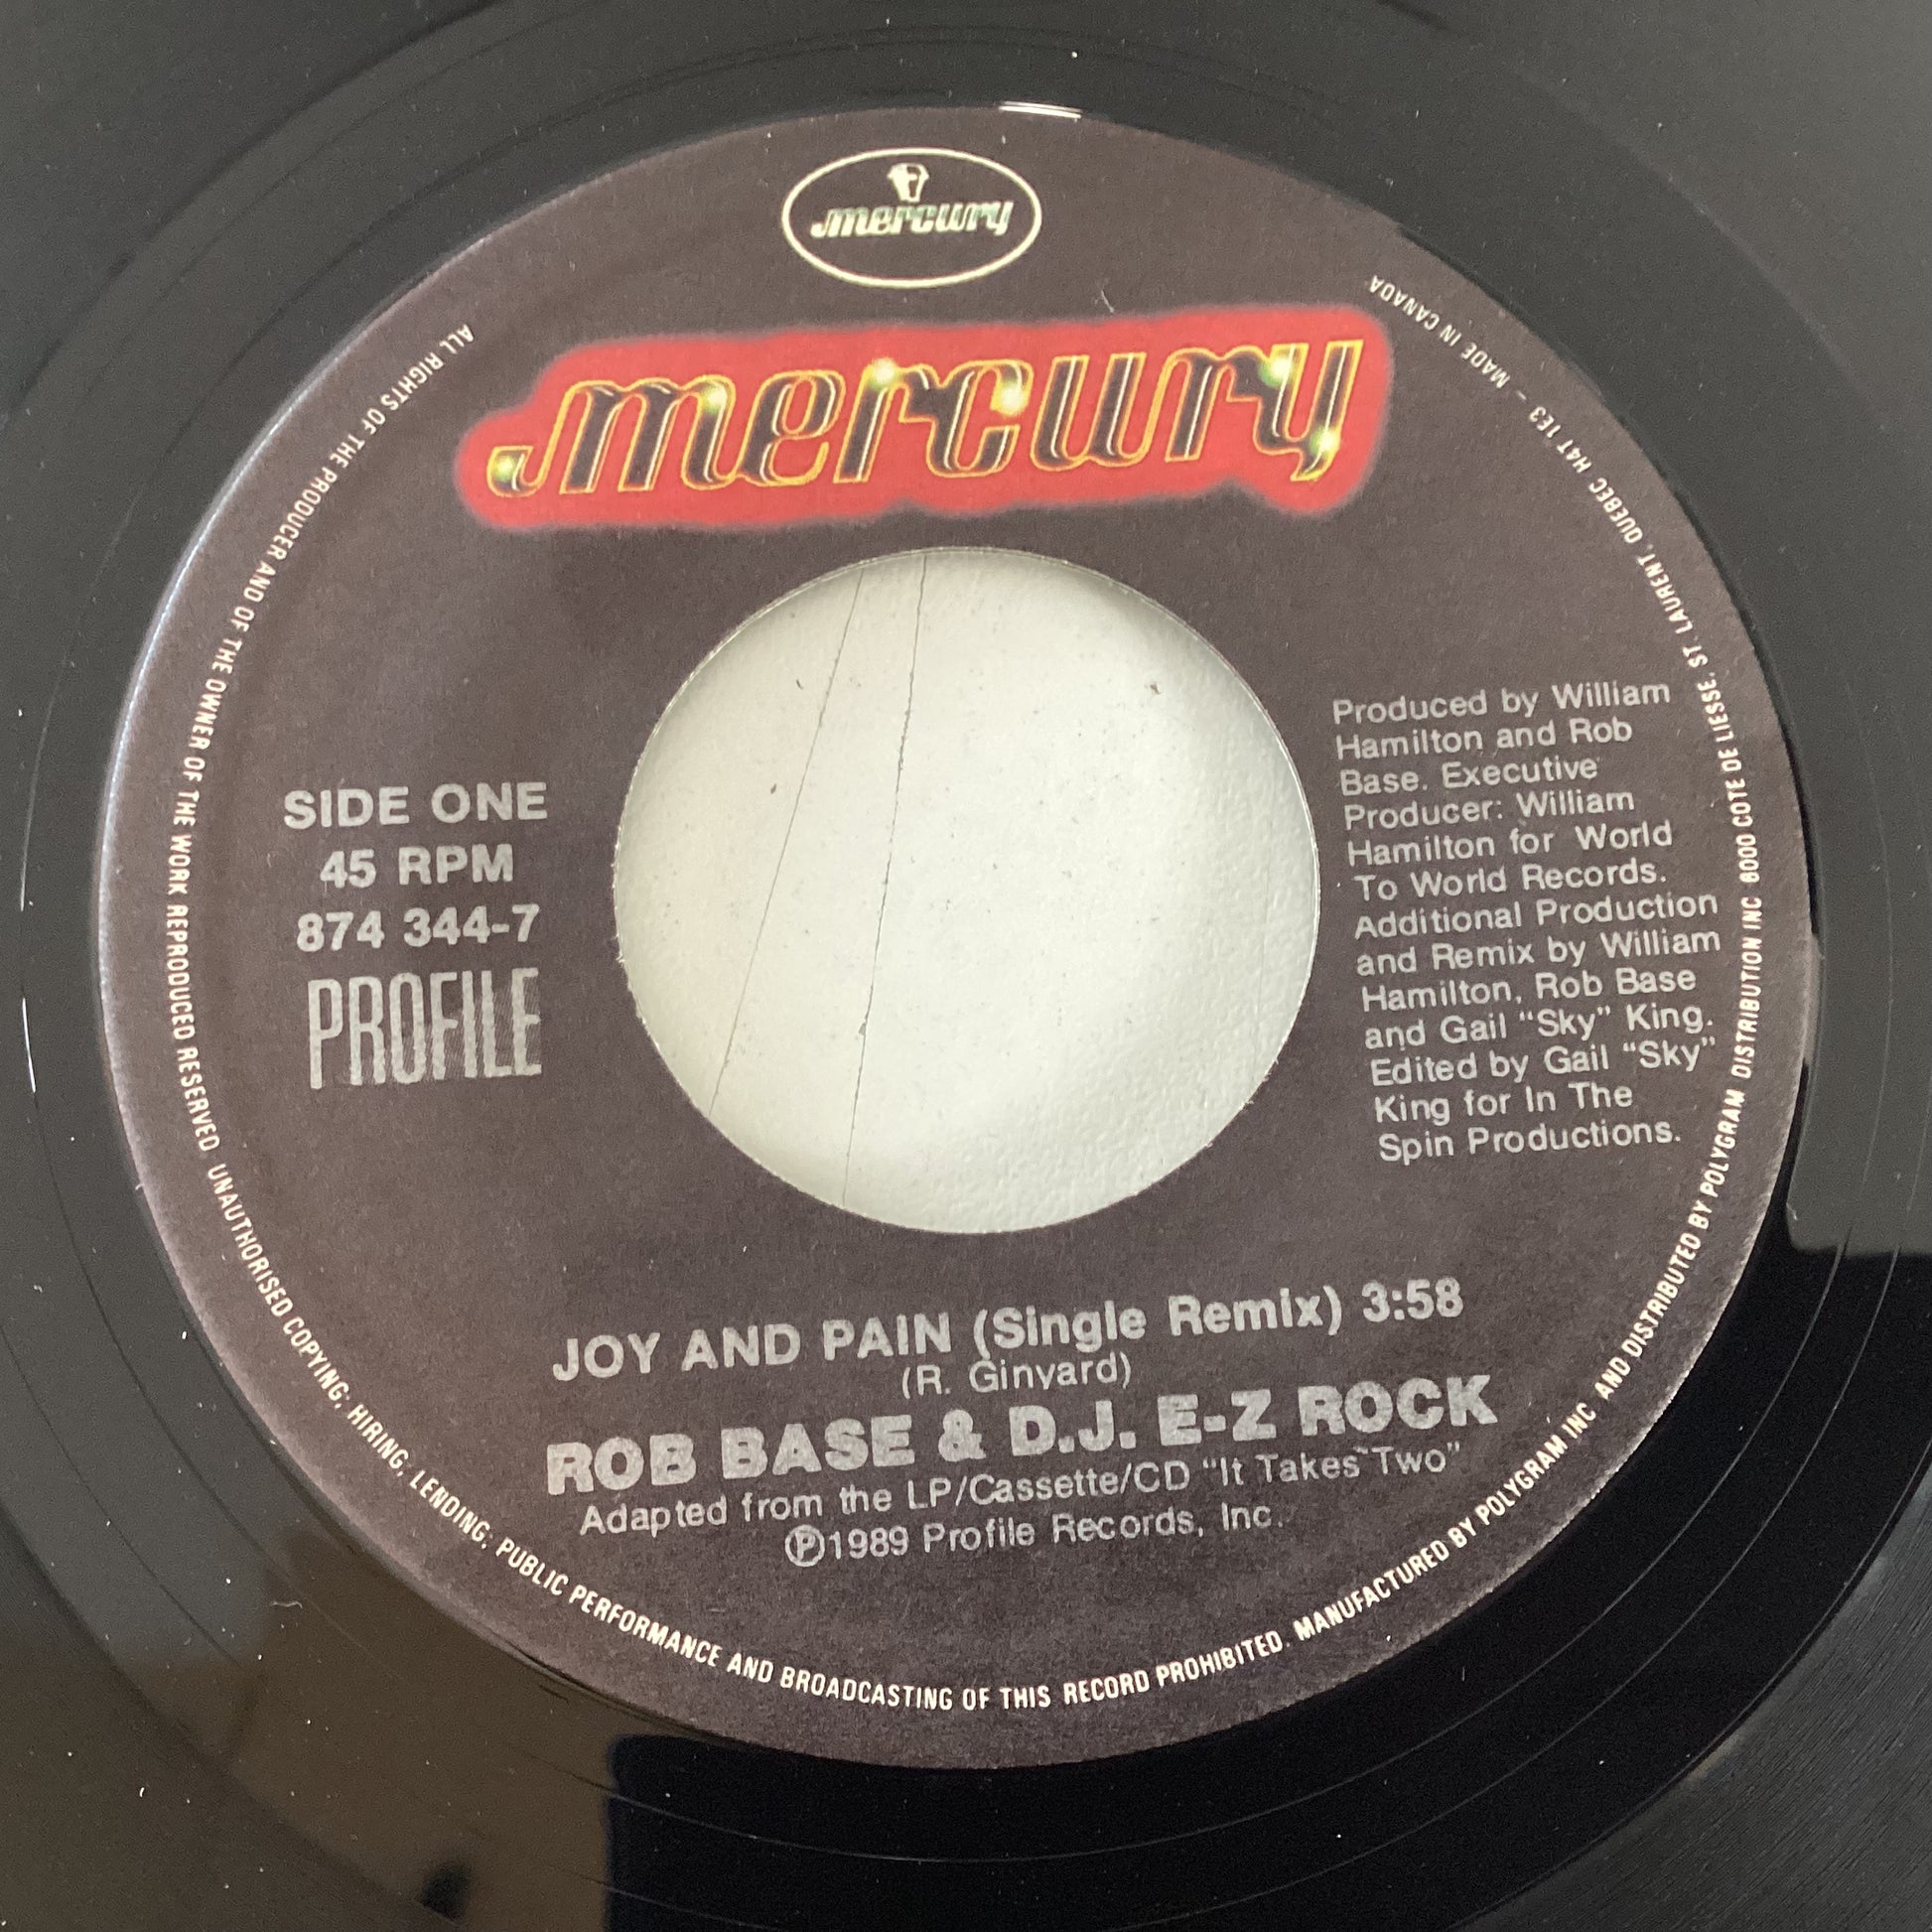 mercury
mercury
SIDE ONE
45 RPM
874 344-7
PROFILE
Produced by William
Hamilton and Rob
Base. Executive
Producer: William
Hamilton for World
To World Records.
Additional Production
and Remix by William
Hamilton, Rob Base
and Gail "Sky" King.
Edited by Gail "Sky"
King for In The
Spin Productions.
JOY AND PAIN (Single Remix) 3:58
(R. Ginyard)
ROB BASE & D.J. E-Z ROCK
Adapted from the LP/Cassette/CD "It Takes Two"
Ⓟ1989 Profile Records, Inc.
ALL RIGHTS OF THE PRODUCER AND OF THE OWNER OF THE WORK REPRODUCED RESERVED. UNAUTHORISED COPYING; HIRING; LENDING; PUBLIC PERFORMANCE AND BROADCASTING OF THIS RECORD PROHIBITED. MANUFACTURED BY POLYGRAM INC AND DISTRIBUTED BY POLYGRAM DISTRIBUTION INC 6000 COTE DE LIESSE, ST. LAURENT, QUEBEC H4T 1E3 – MADE IN CANADA